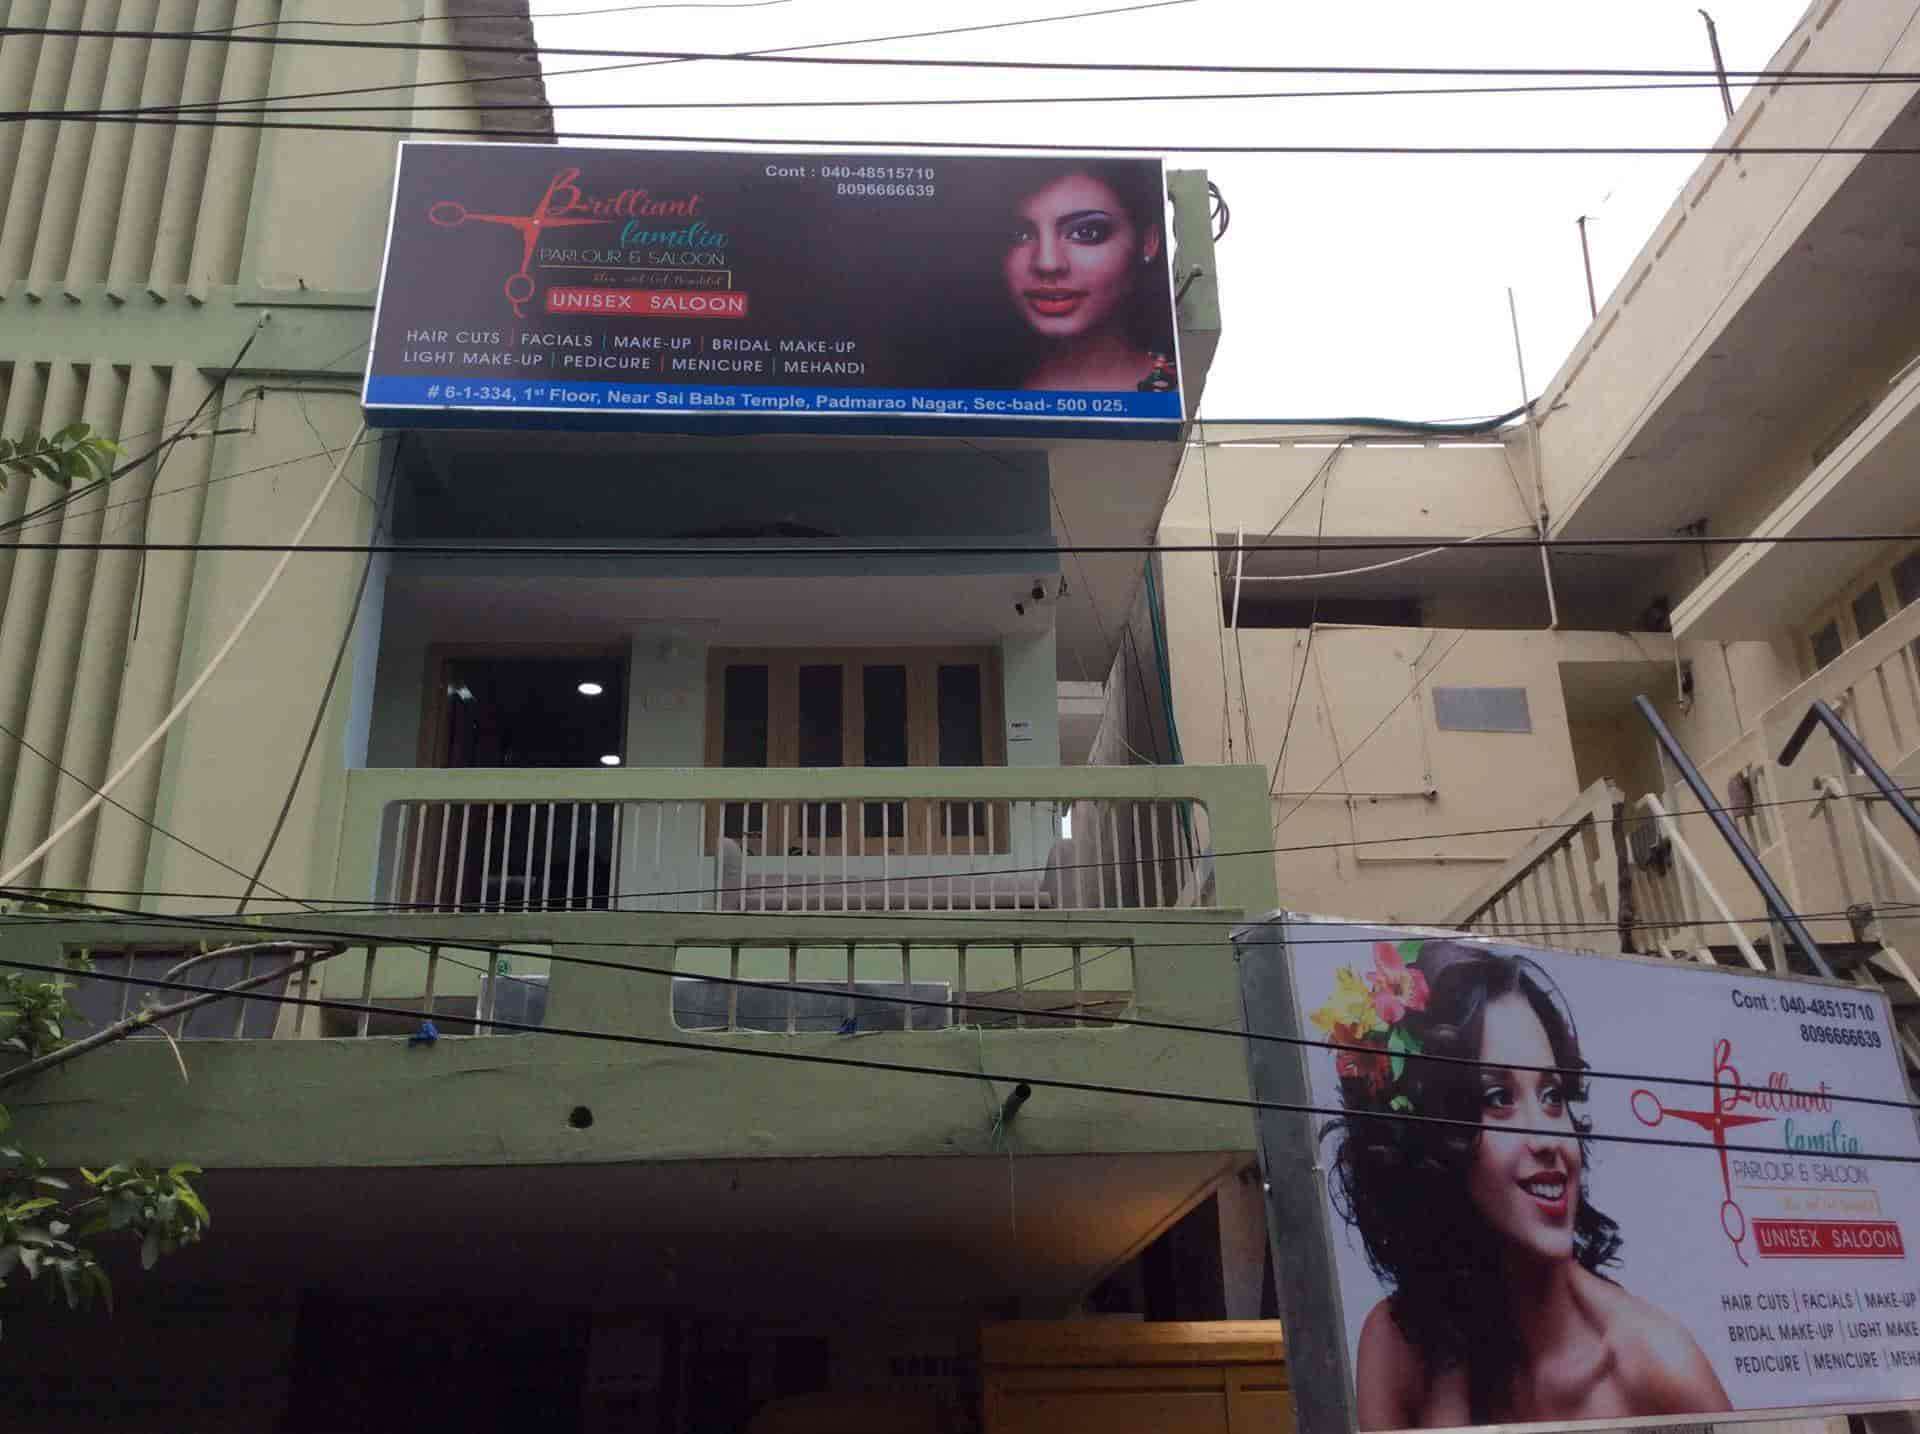 Cont : 040-48515710
8096666639
Brilliant
familia
PARLOUR & SALOON
UNISEX SALOON
HAIR CUTS | FACIALS | MAKE-UP | BRIDAL MAKE-UP
LIGHT MAKE-UP | PEDICURE | MENICURE | MEHANDI
# 6-1-334, 1st Floor, Near Sai Baba Temple, Padmarao Nagar, Sec-bad- 500 025.
Cont : 040-48515710
8096666639
Brilliant
familia
PARLOUR & SALOON
UNISEX SALOON
HAIR CUTS | FACIALS | MAKE-UP
BRIDAL MAKE-UP | LIGHT MAKE
PEDICURE | MENICURE | MEHA